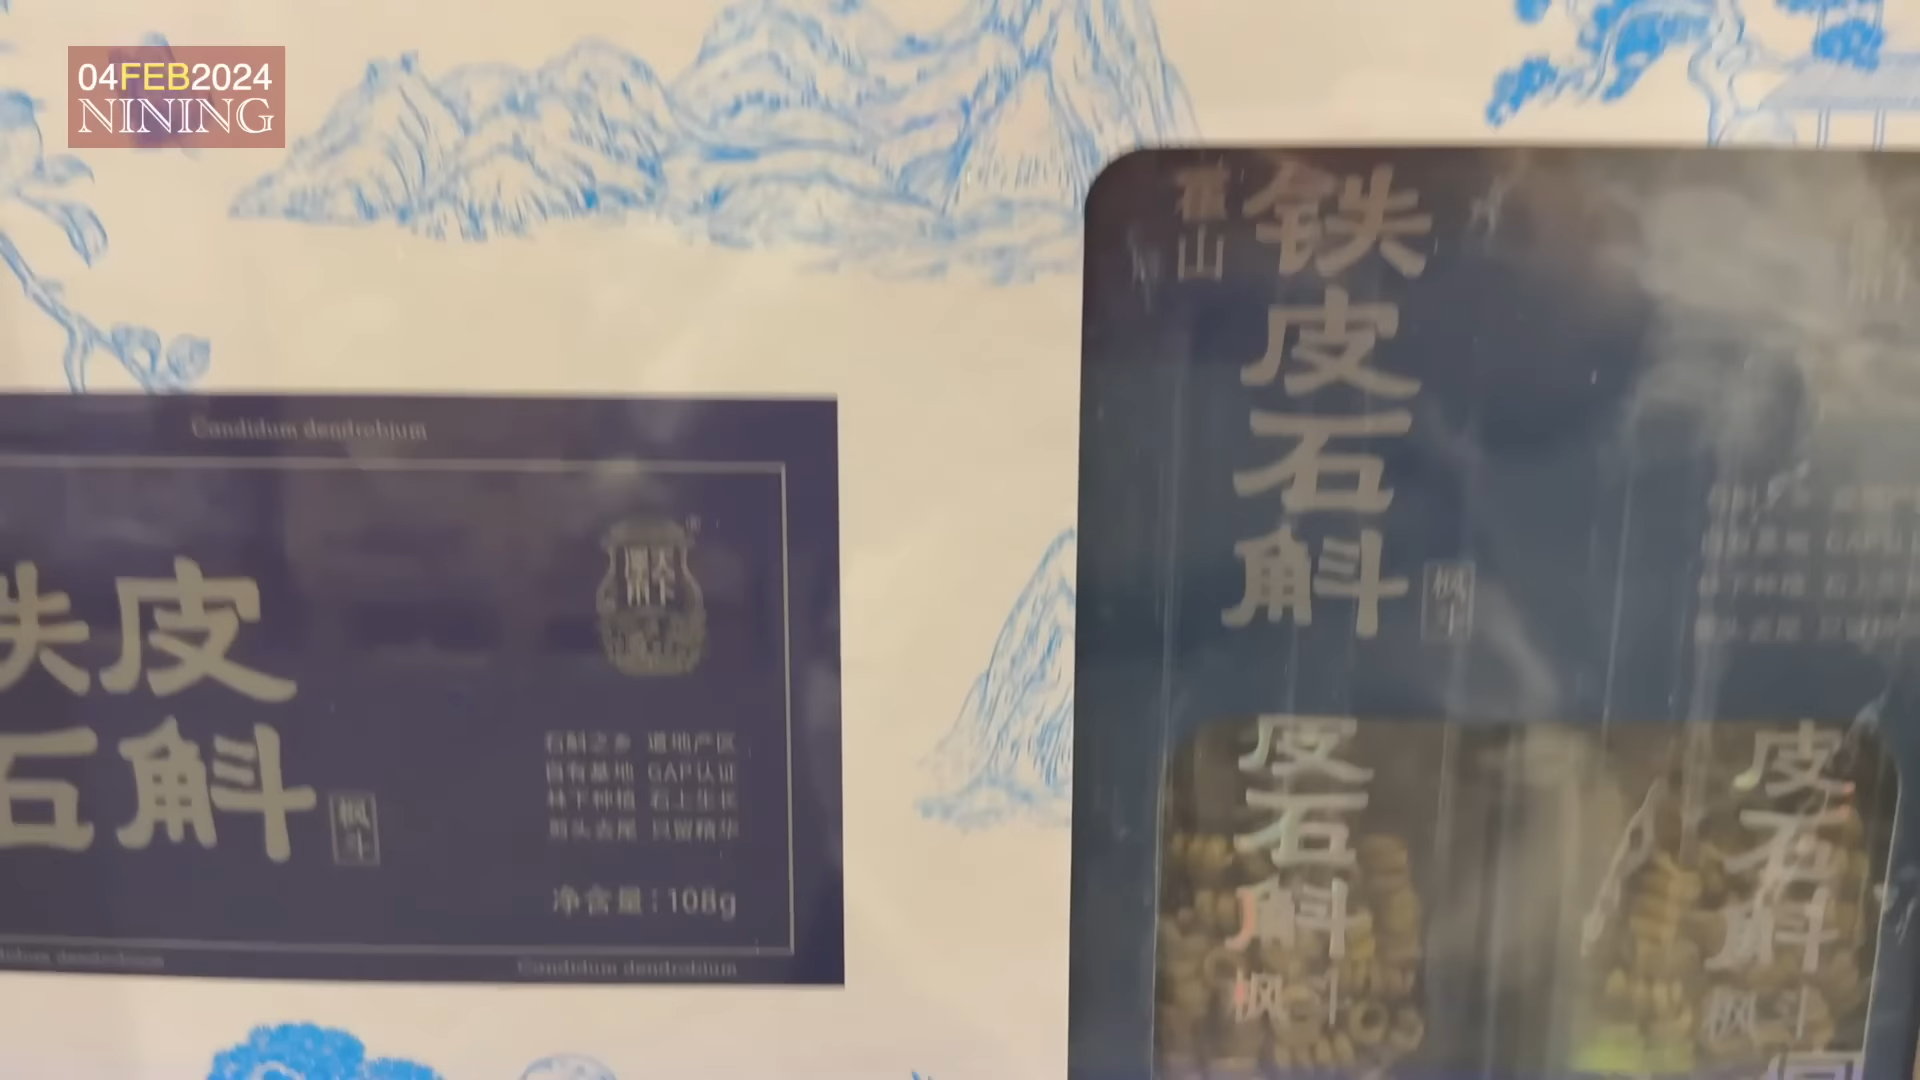 04FEB2024
NINING
Candidum dendrobium
铁皮
石斛
枫斗
石斛之乡 道地产区
自有基地 GAP认证
林下种植 石上生长
剪头去尾 只留精华
净含量:108g
Candidum dendrobium
霍山
铁皮石斛
枫斗
皮石斛
枫斗
皮石斛
枫斗